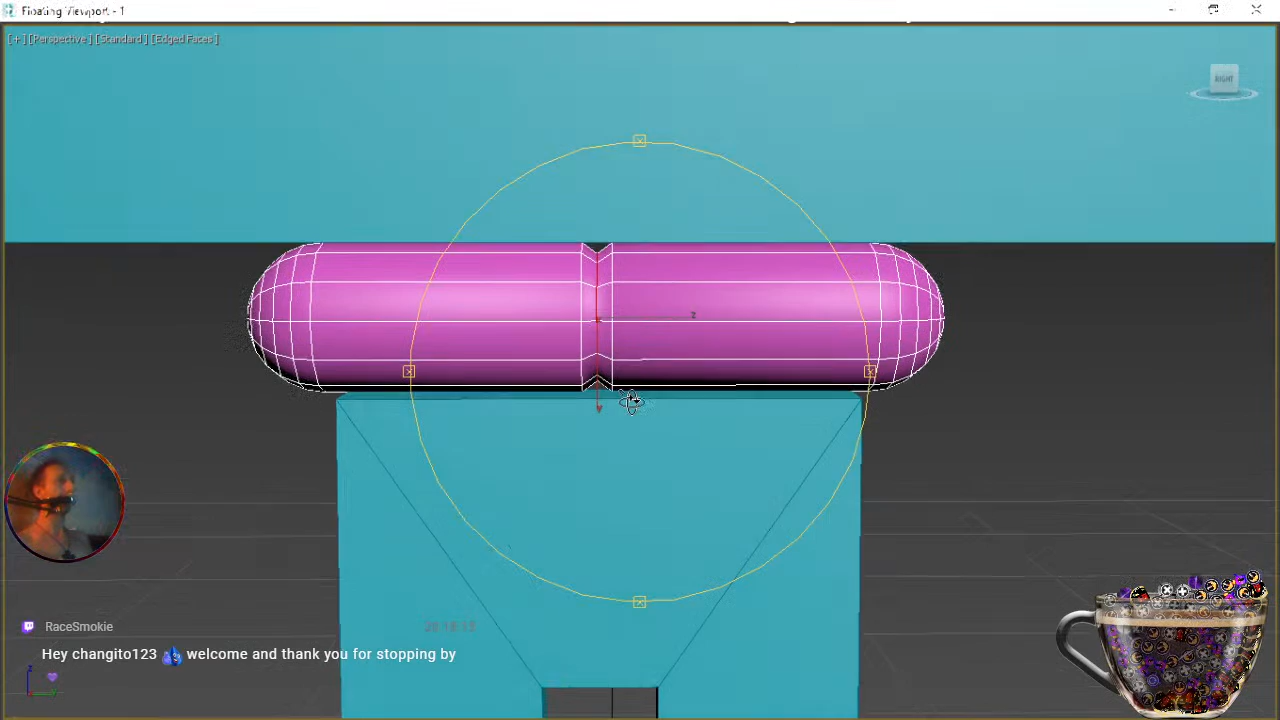 Floating Viewport - 1
[ + ] [Perspective ] [Standard ] [Edged Faces ]
RIGHT
z
RaceSmokie
Hey changito123 welcome and thank you for stopping by
z